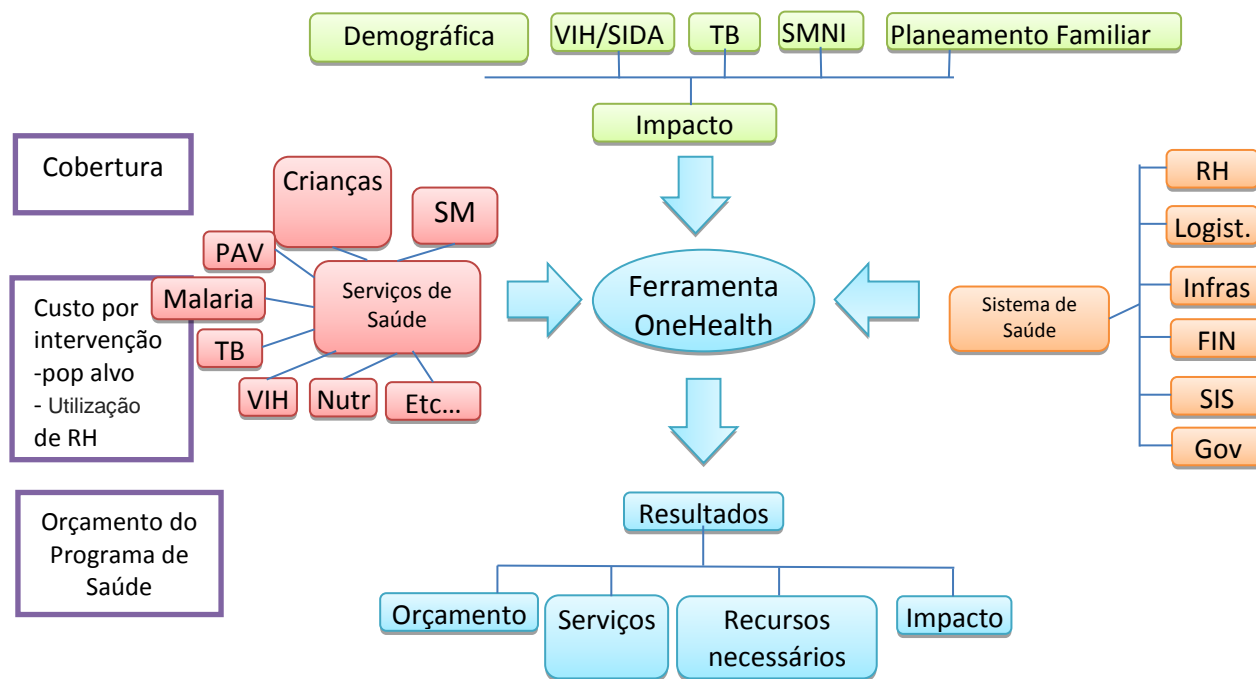 Demográfica
VIH/SIDA
TB
SMNI
Planeamento Familiar
Impacto
Cobertura
Crianças
SM
PAV
Malaria
TB
VIH
Nutr
Etc...
Serviços de
Saúde
Custo por
intervenção
-pop alvo
- Utilização
de RH
Orçamento do
Programa de
Saúde
Ferramenta
OneHealth
Sistema de
Saúde
RH
Logist.
Infras
FIN
SIS
Gov
Resultados
Orçamento
Serviços
Recursos
necessários
Impacto